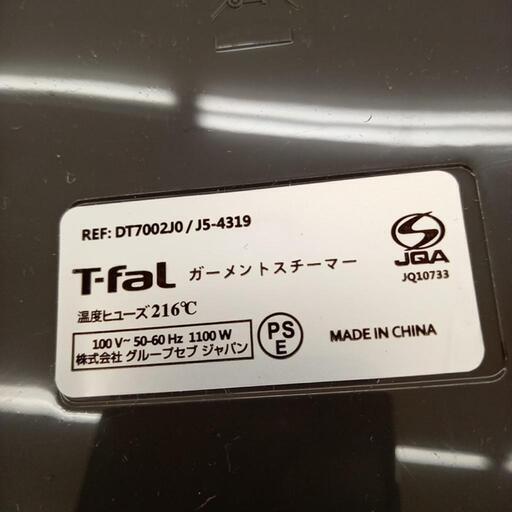 REF: DT7002J0 / J5-4319
T-faL ガーメントスチーマー
温度ヒューズ216℃
100 V~ 50-60 Hz 1100 W
株式会社 グループセブ ジャパン
PS
E
MADE IN CHINA
S
JQA
JQ10733